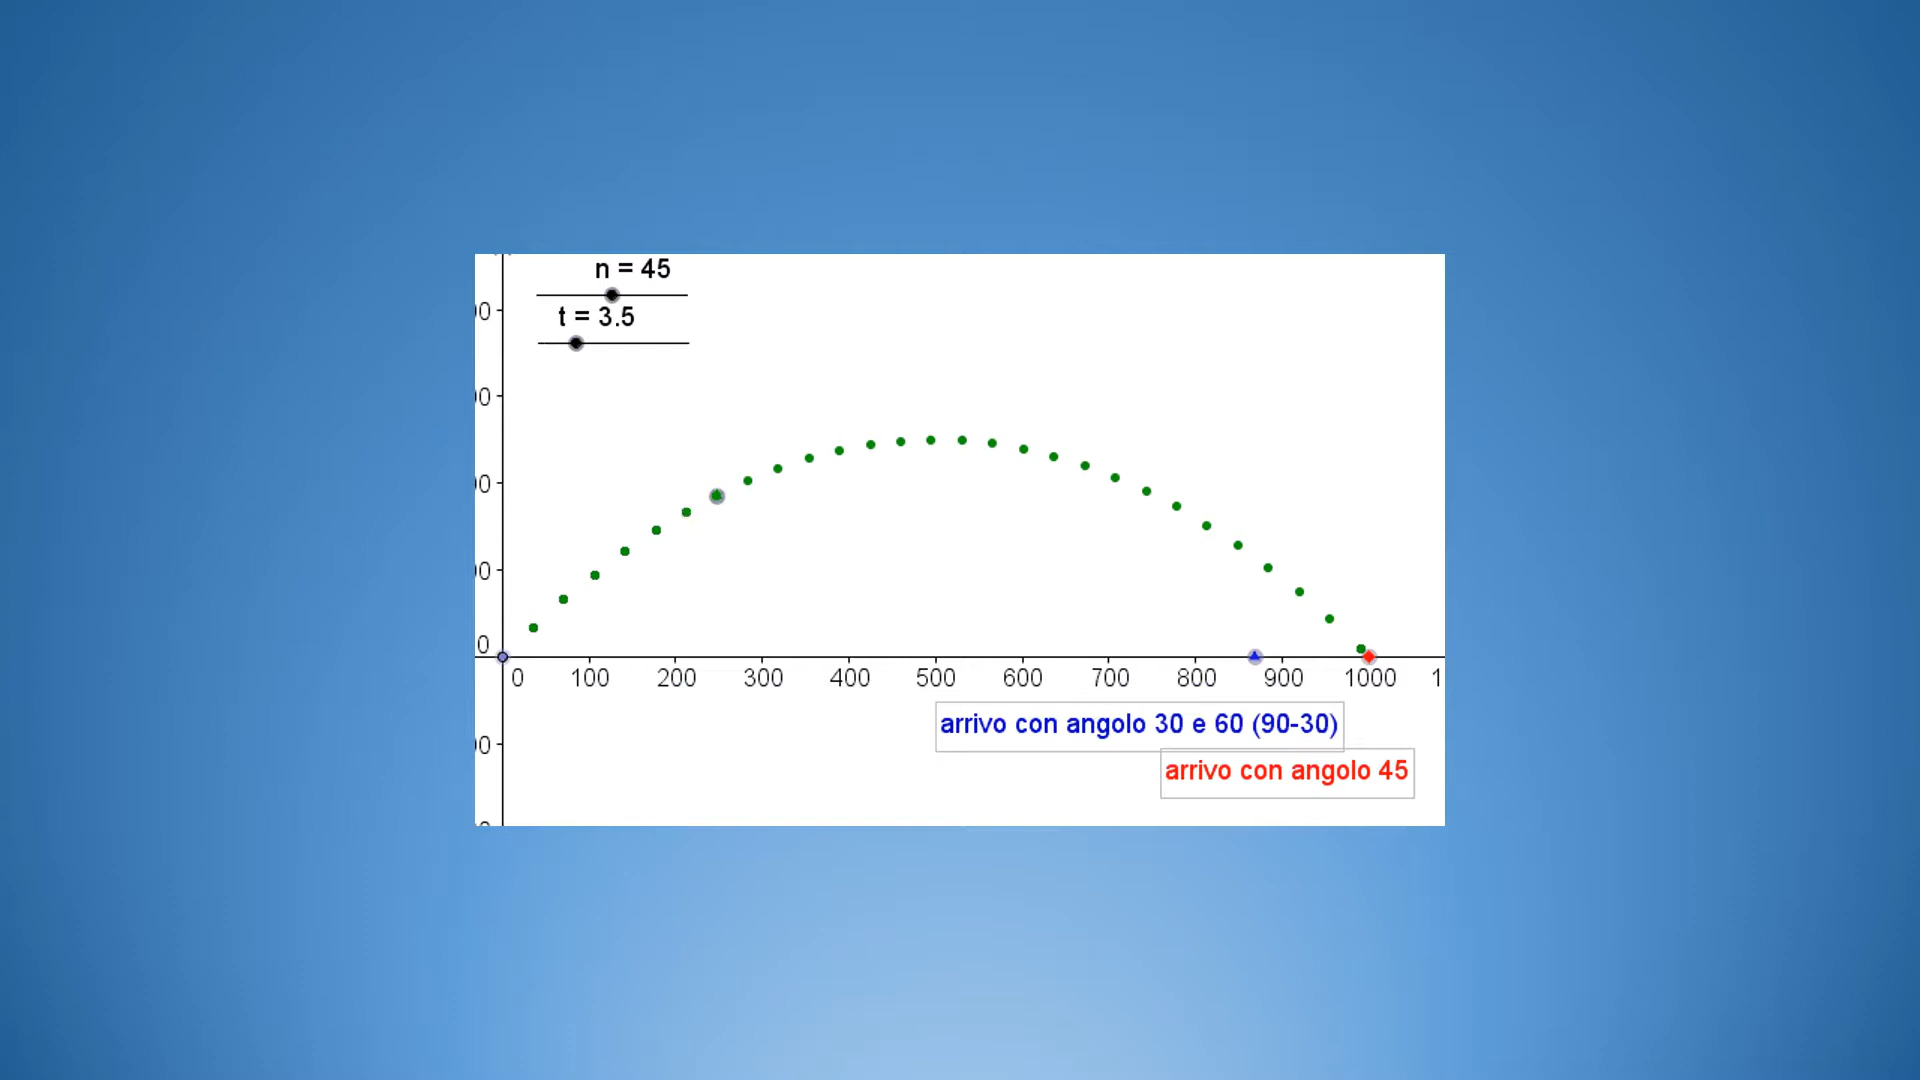 n = 45
t = 3.5
0
0 100 200 300 400 500 600 700 800 900 1000
arrivo con angolo 30 e 60 (90-30)
arrivo con angolo 45